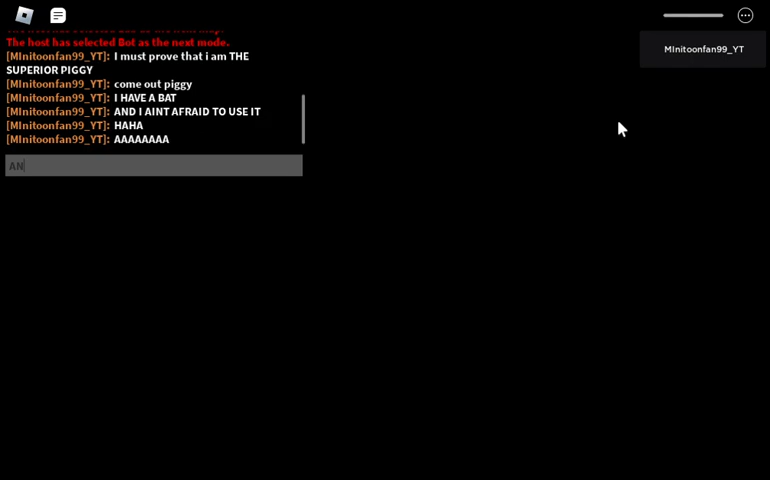 The host has selected Bot as the next mode.
[MInitoonfan99_YT]: I must prove that i am THE
SUPERIOR PIGGY
[MInitoonfan99_YT]: come out piggy
[MInitoonfan99_YT]: I HAVE A BAT
[MInitoonfan99_YT]: AND I AINT AFRAID TO USE IT
[MInitoonfan99_YT]: HAHA
[MInitoonfan99_YT]: AAAAAAAA
AN
MInitoonfan99_YT